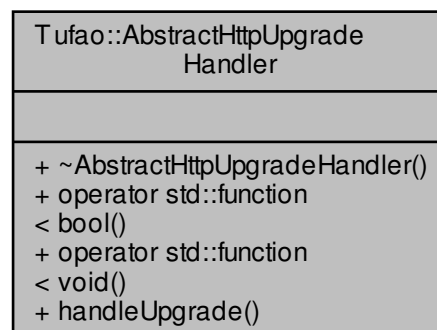 Tufao::AbstractHttpUpgrade
Handler
+ ~AbstractHttpUpgradeHandler()
+ operator std::function
< bool()
+ operator std::function
< void()
+ handleUpgrade()